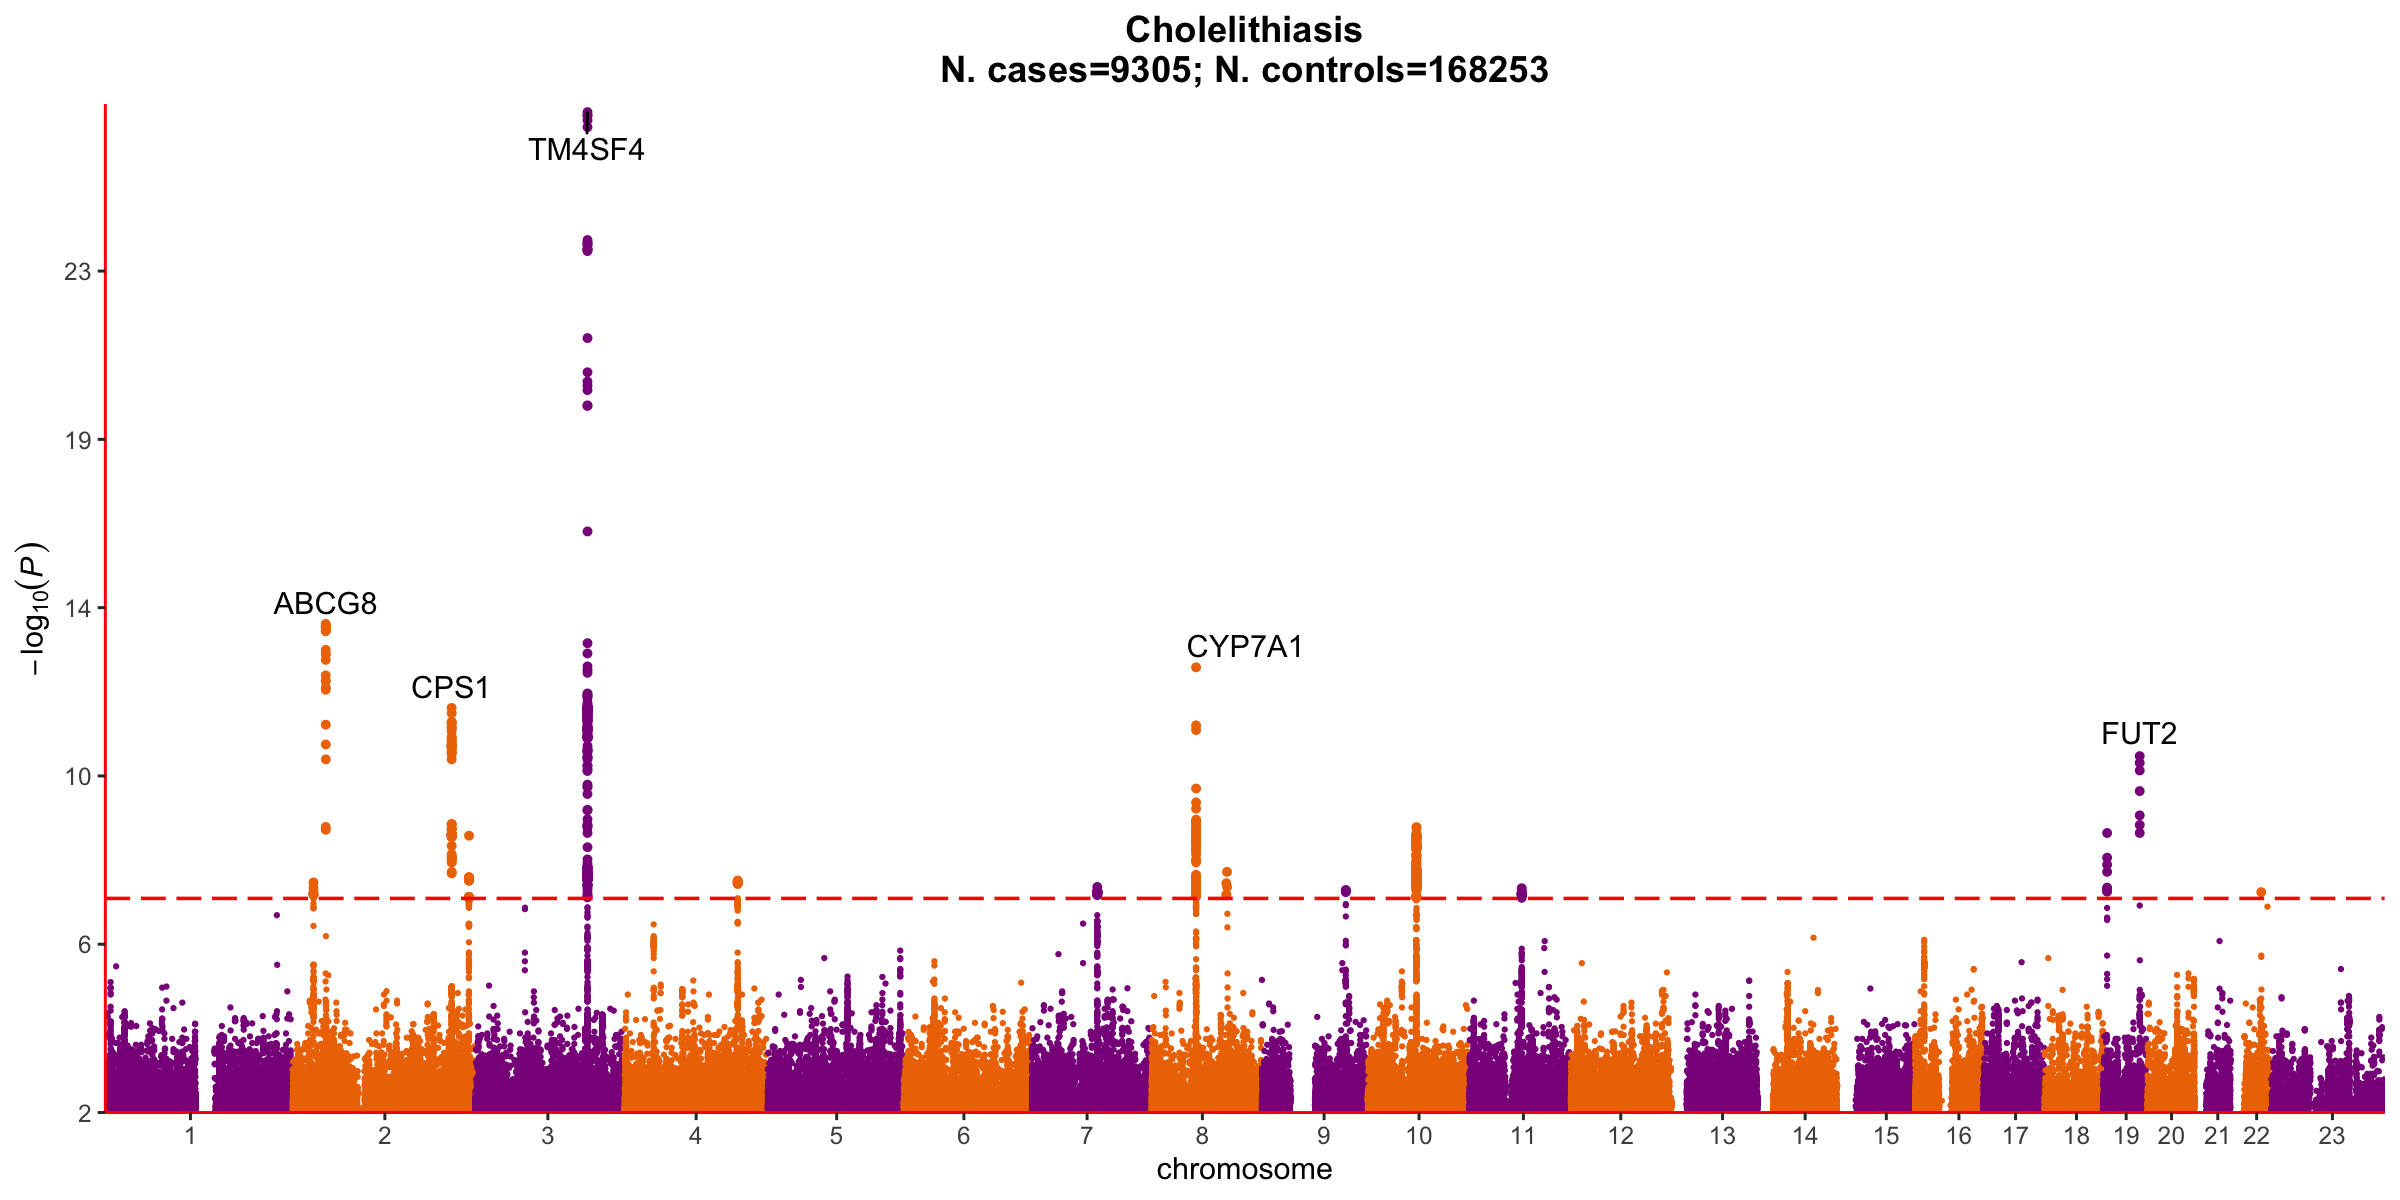 Cholelithiasis
N. cases=9305; N. controls=168253
TM4SF4
23
19
−log10(P)
14
ABCG8
CYP7A1
CPS1
FUT2
10
6
2
1 2 3 4 5 6 7 8 9 10 11 12 13 14 15 16 17 18 19 20 21 22 23
chromosome